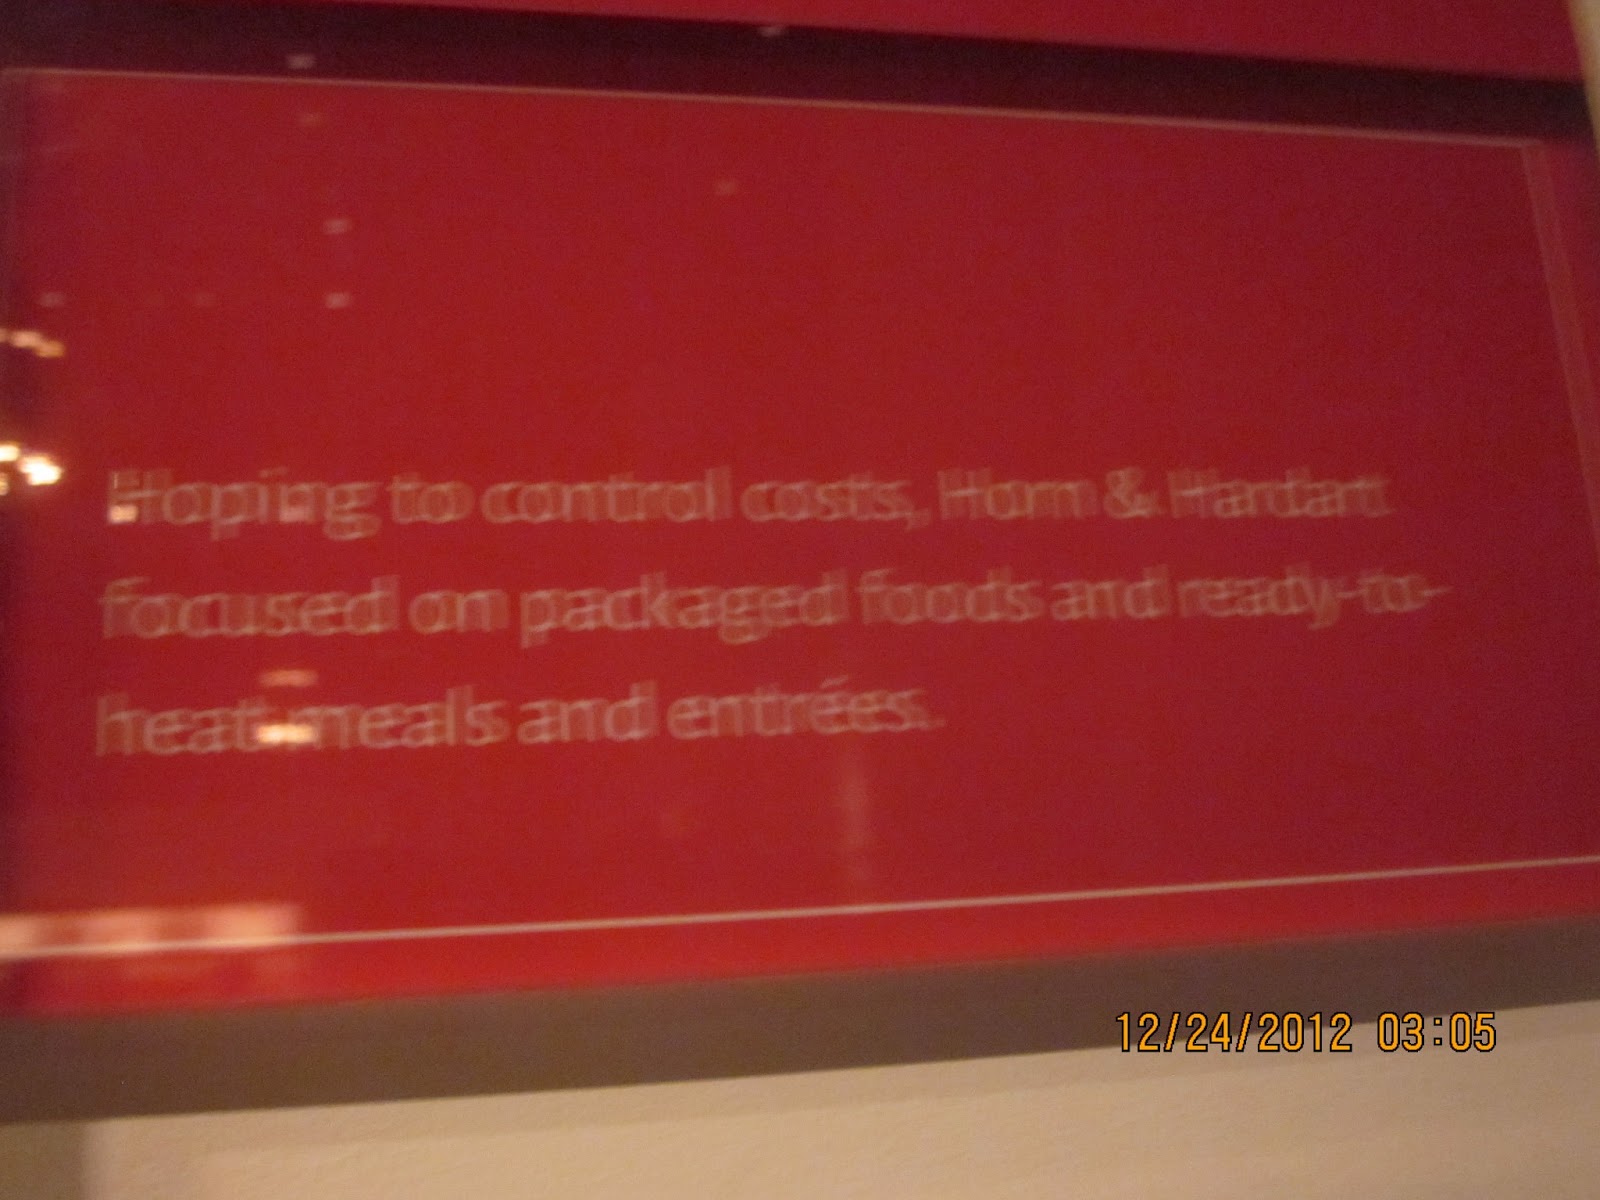 Hoping to control costs, Horn & Hardart
focused on packaged foods and ready-to-
heat meals and entrées.
12/24/2012 03:05